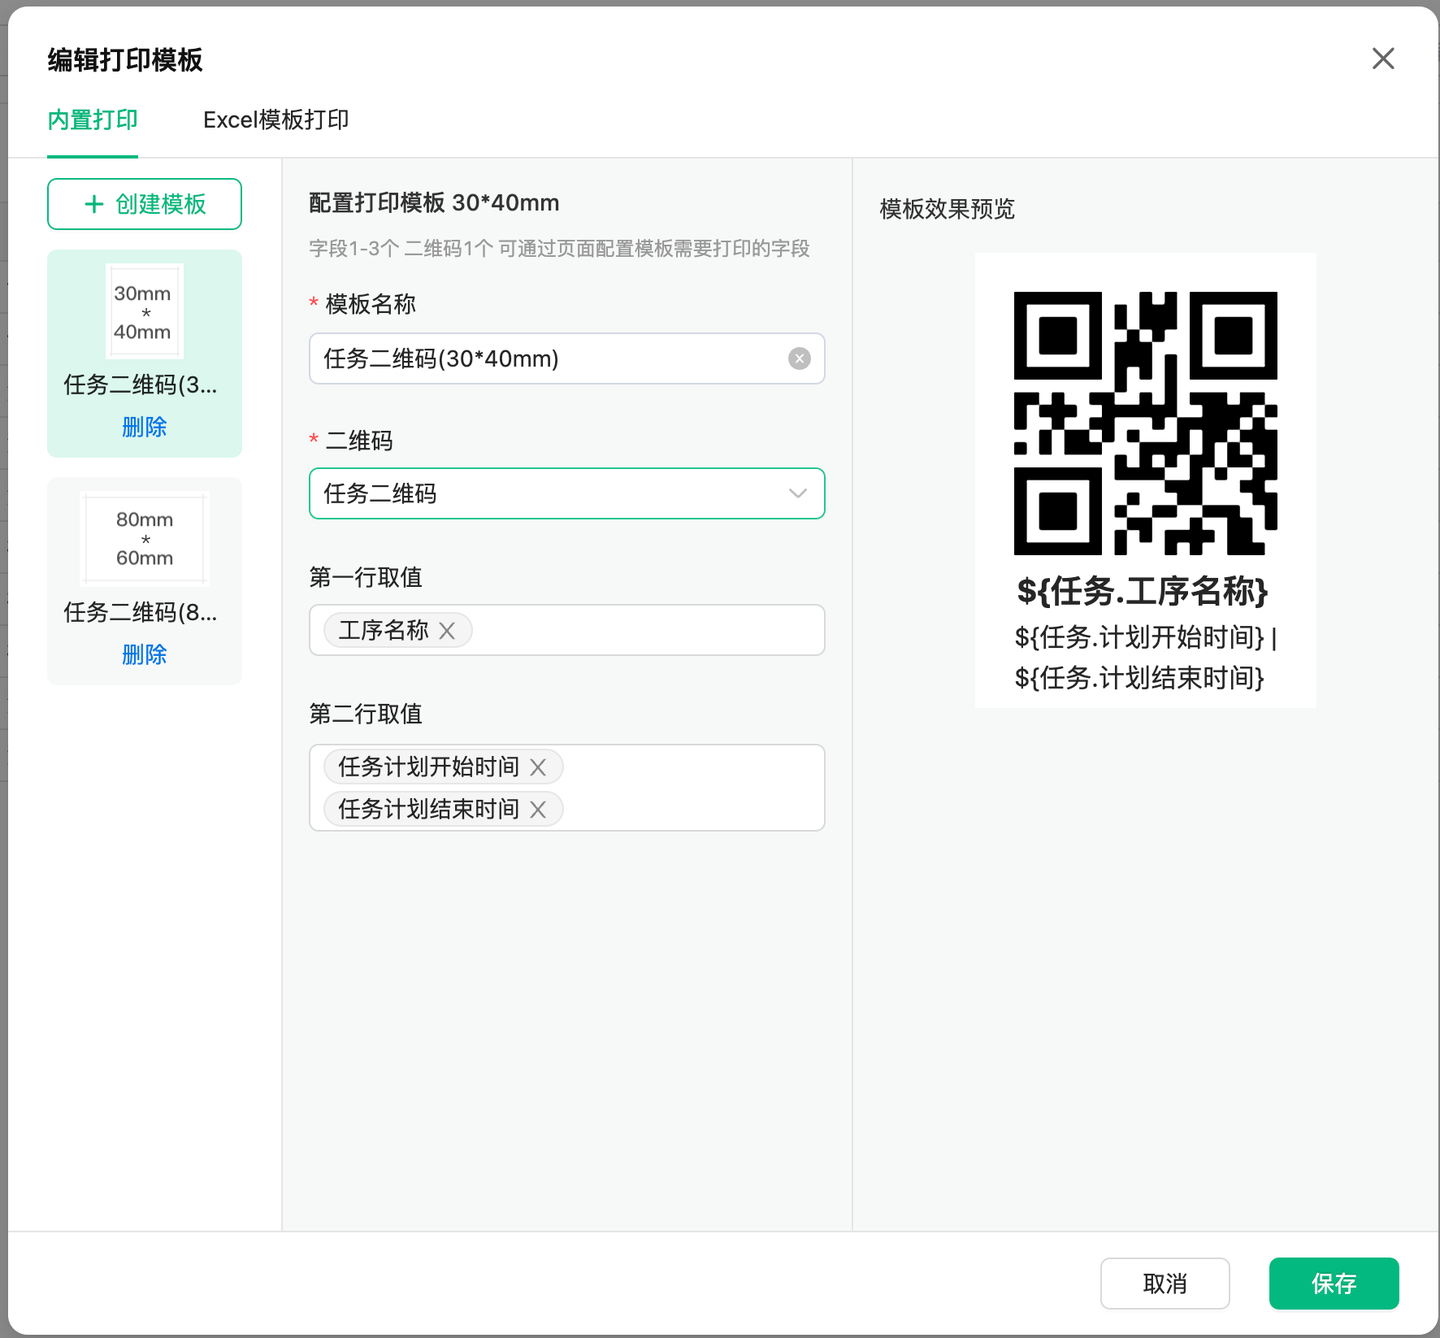 编辑打印模板
内置打印
Excel模板打印
创建模板
30mm
*
40mm
任务二维码(3...
删除
80mm
*
60mm
任务二维码(8...
删除
配置打印模板 30*40mm
字段1-3个 二维码1个 可通过页面配置模板需要打印的字段
* 模板名称
任务二维码(30*40mm)
* 二维码
任务二维码
第一行取值
工序名称
第二行取值
任务计划开始时间
任务计划结束时间
模板效果预览
${任务.工序名称}
${任务.计划开始时间} |
${任务.计划结束时间}
取消
保存